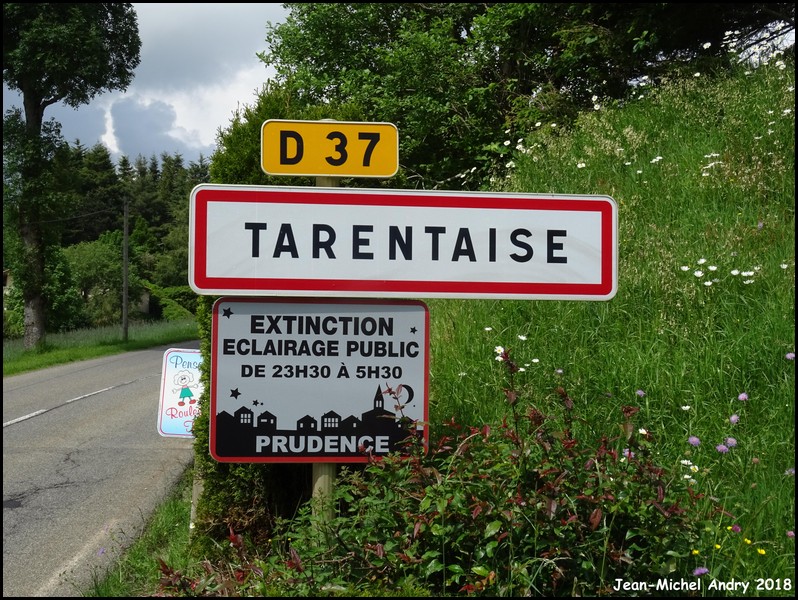 D 37
TARENTAISE
EXTINCTION
ECLAIRAGE PUBLIC
DE 23H30 À 5H30
PRUDENCE
Jean-Michel Andry 2018